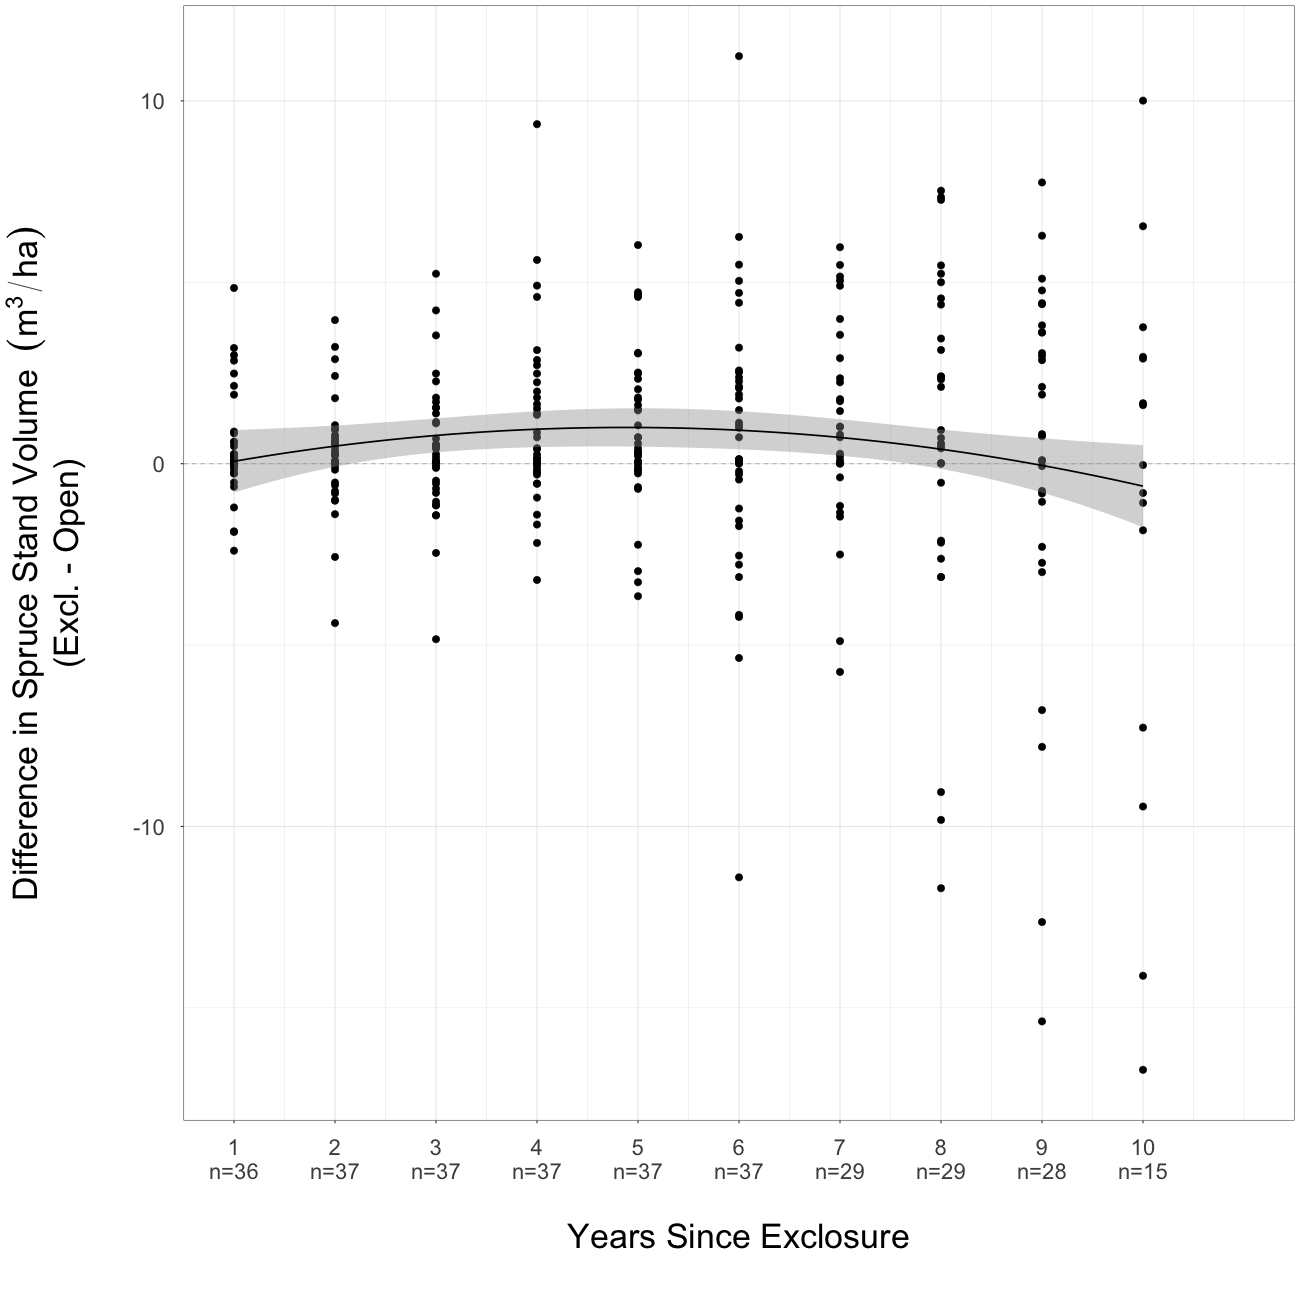 Difference in Spruce Stand Volume (m³/ha)
(Excl. - Open)
10
0
-10
1 2 3 4 5 6 7 8 9 10
n=36 n=37 n=37 n=37 n=37 n=37 n=29 n=29 n=28 n=15
Years Since Exclosure